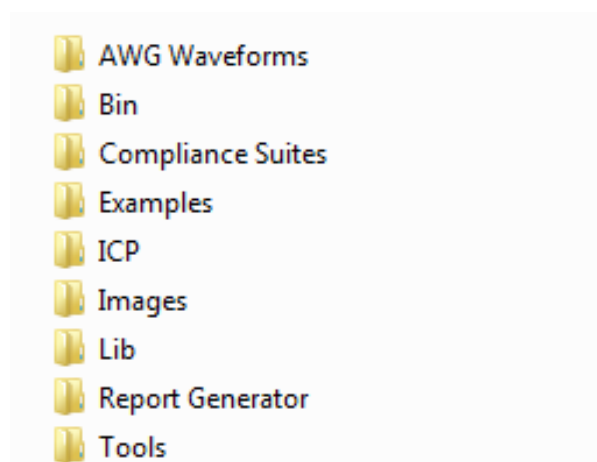 AWG Waveforms
Bin
Compliance Suites
Examples
ICP
Images
Lib
Report Generator
Tools